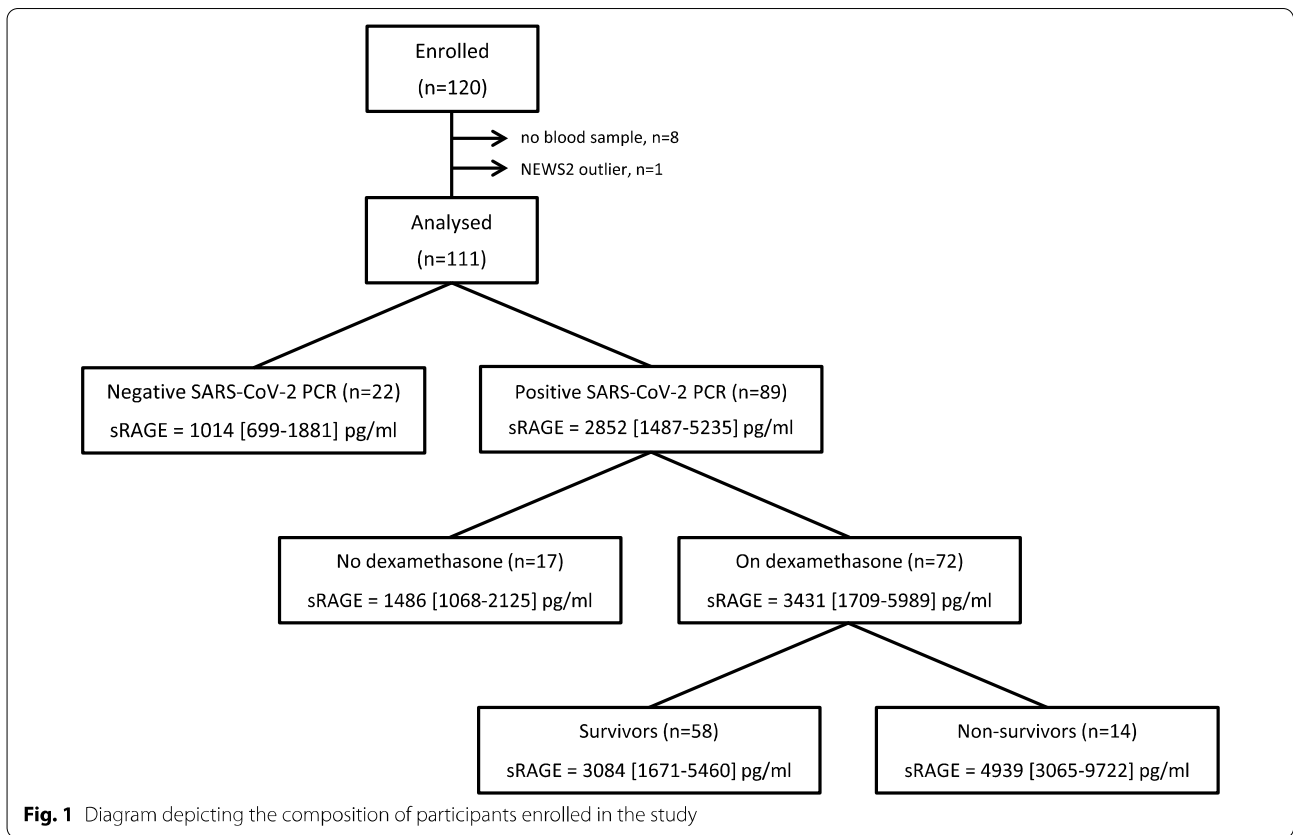 Enrolled
(n=120)
no blood sample, n=8
NEWS2 outlier, n=1
Analysed
(n=111)
Negative SARS-CoV-2 PCR (n=22)
sRAGE = 1014 [699-1881] pg/ml
Positive SARS-CoV-2 PCR (n=89)
sRAGE = 2852 [1487-5235] pg/ml
No dexamethasone (n=17)
sRAGE = 1486 [1068-2125] pg/ml
On dexamethasone (n=72)
sRAGE = 3431 [1709-5989] pg/ml
Survivors (n=58)
sRAGE = 3084 [1671-5460] pg/ml
Non-survivors (n=14)
sRAGE = 4939 [3065-9722] pg/ml
Fig. 1 Diagram depicting the composition of participants enrolled in the study